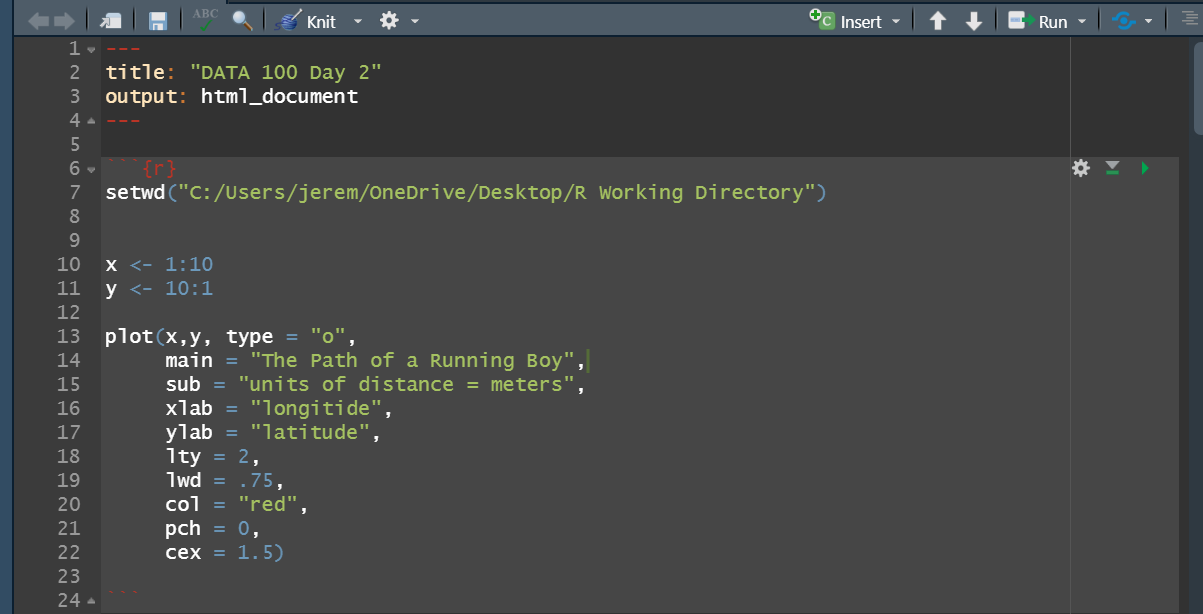 ABC Knit Insert Run
1 ---
2 title: "DATA 100 Day 2"
3 output: html_document
4 ---
5
6 ```{r}
7 setwd("C:/Users/jerem/OneDrive/Desktop/R Working Directory")
8
9
10 x <- 1:10
11 y <- 10:1
12
13 plot(x,y, type = "o",
14 main = "The Path of a Running Boy",
15 sub = "units of distance = meters",
16 xlab = "longitide",
17 ylab = "latitude",
18 lty = 2,
19 lwd = .75,
20 col = "red",
21 pch = 0,
22 cex = 1.5)
23
24 ```